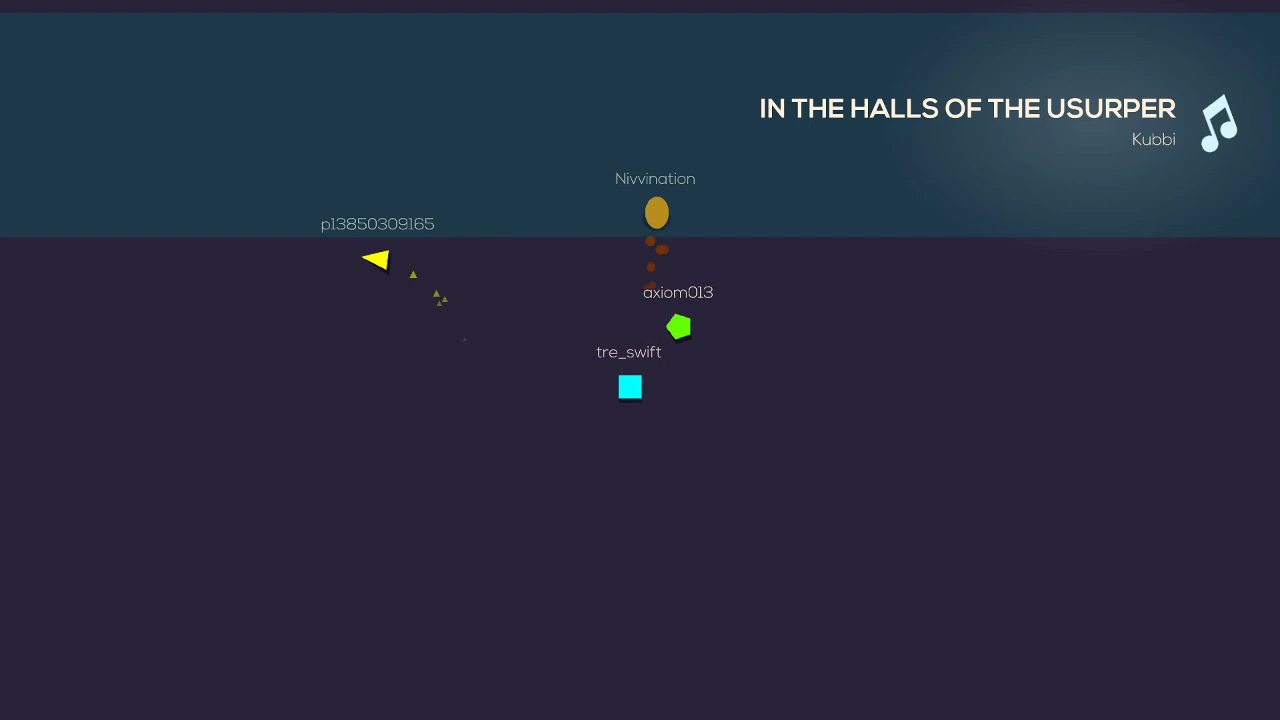 IN THE HALLS OF THE USURPER
Kubbi
Nivvination
p13850309165
axiom013
tre_swift